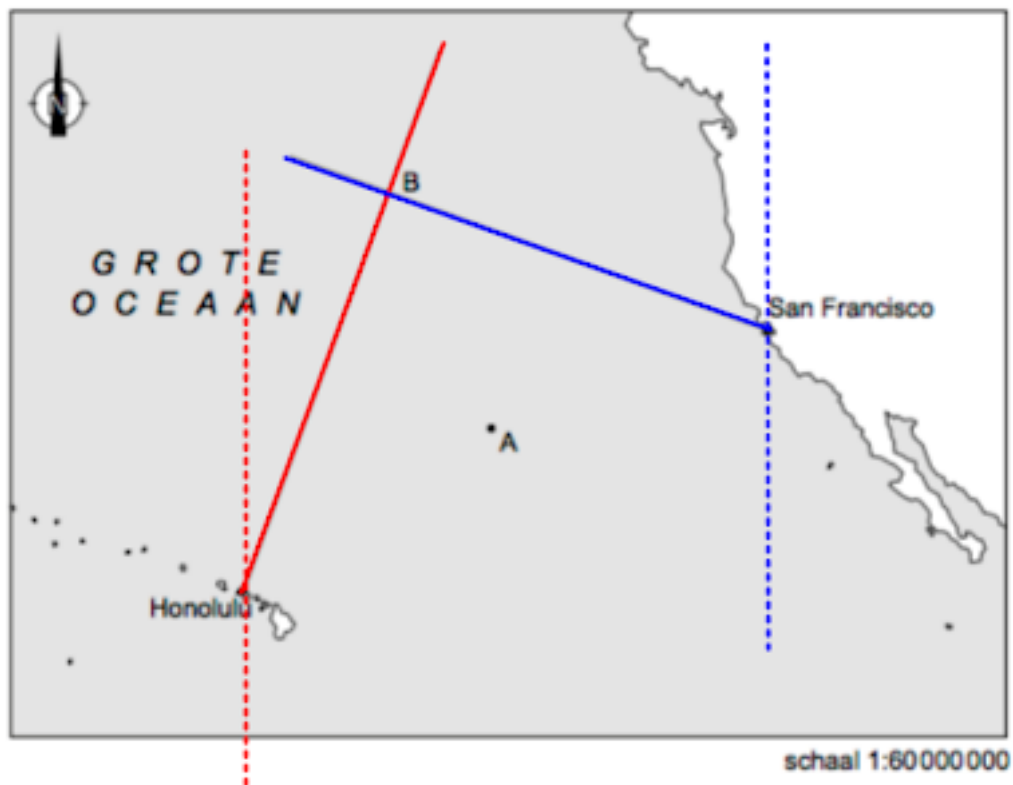 N
B
G R O T E
O C E A A N
San Francisco
A
Honolulu
schaal 1:60000000